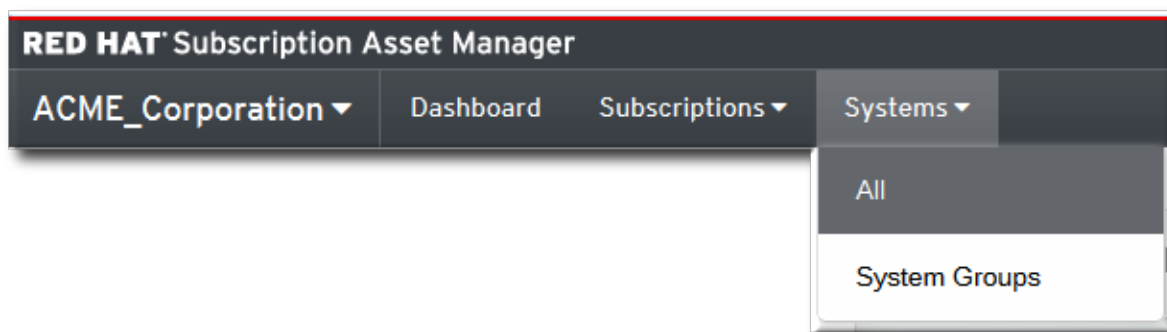 RED HAT® Subscription Asset Manager
ACME_Corporation Dashboard Subscriptions Systems
All
System Groups